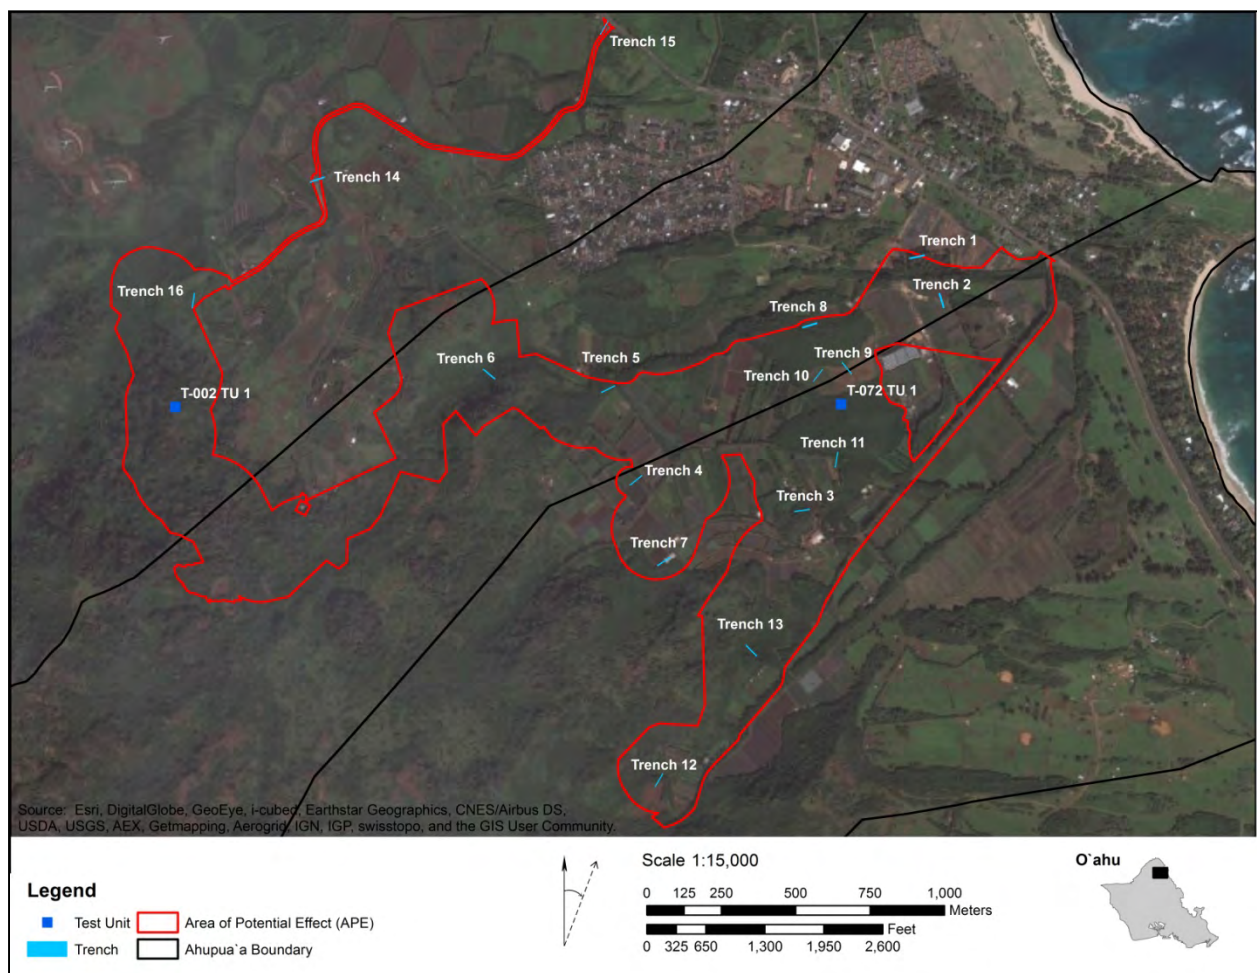 Trench 15
Trench 14
Trench 1
Trench 16
Trench 2
Trench 8
Trench 6
Trench 5
Trench 9
Trench 10
T-002 TU 1
T-072 TU 1
Trench 11
Trench 4
Trench 3
Trench 7
Trench 13
Trench 12
Source: Esri, DigitalGlobe, GeoEye, i-cubed, Earthstar Geographics, CNES/Airbus DS,
USDA, USGS, AEX, Getmapping, Aerogrid, IGN, IGP, swisstopo, and the GIS User Community.
Legend
Test Unit
Area of Potential Effect (APE)
Trench
Ahupua`a Boundary
Scale 1:15,000
0 125 250 500 750 1,000
Meters
Feet
0 325 650 1,300 1,950 2,600
O`ahu